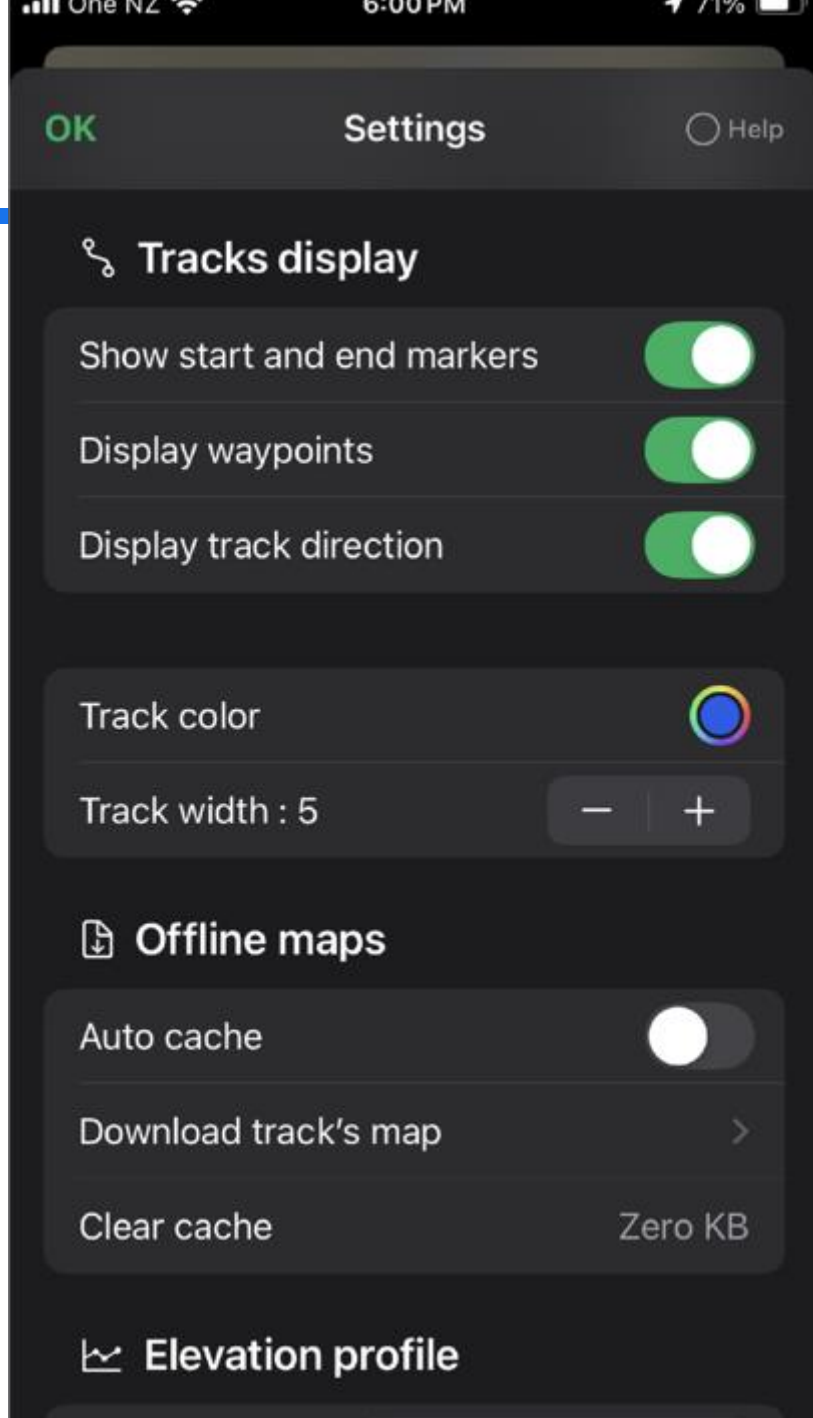 One NZ 6:00 PM 71%
OK Settings Help
Tracks display
Show start and end markers
Display waypoints
Display track direction
Track color
Track width : 5 − +
Offline maps
Auto cache
Download track's map
Clear cache Zero KB
Elevation profile